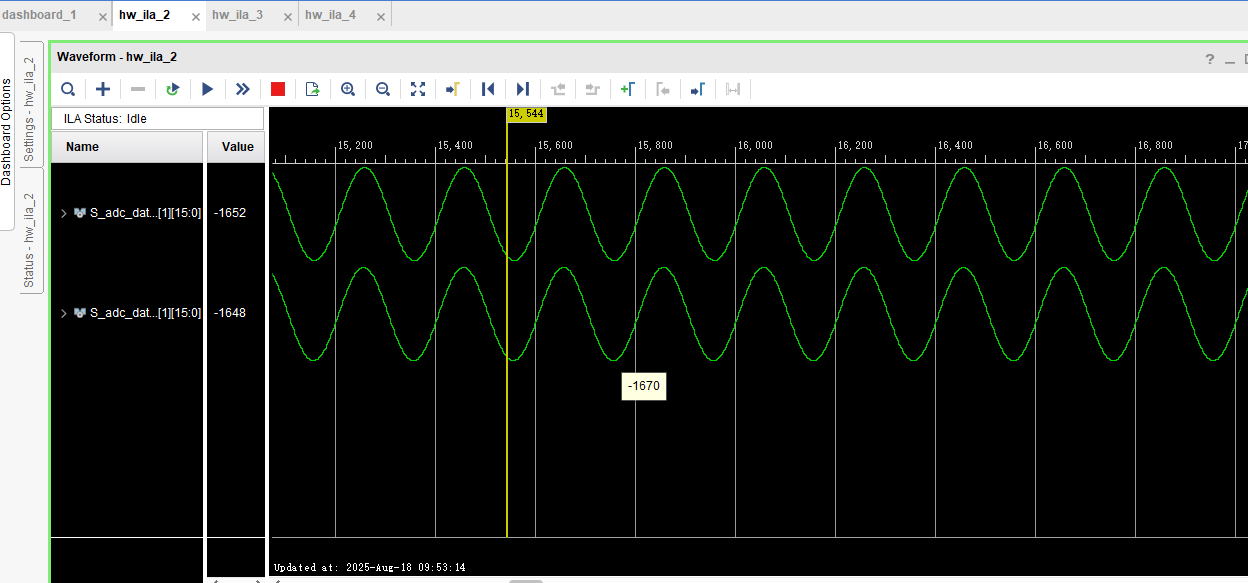 dashboard_1 × hw_ila_2 × hw_ila_3 × hw_ila_4 ×
Dashboard Options
Settings - hw_ila_2
Status - hw_ila_2
Waveform - hw_ila_2
? _
ILA Status: Idle
Name Value
S_adc_dat...[1][15:0] -1652
S_adc_dat...[1][15:0] -1648
15,544
15,200 15,400 15,600 15,800 16,000 16,200 16,400 16,600 16,800 17
-1670
Updated at: 2025-Aug-18 09:53:14